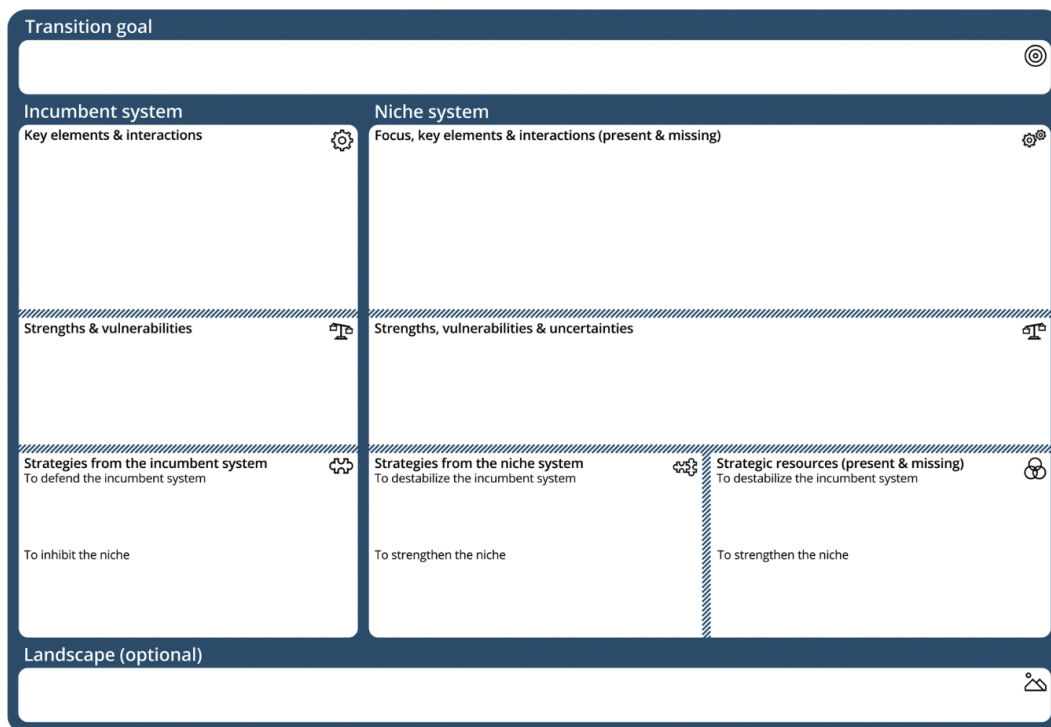 Transition goal
Incumbent system
Niche system
Key elements & interactions
Focus, key elements & interactions (present & missing)
Strengths & vulnerabilities
Strengths, vulnerabilities & uncertainties
Strategies from the incumbent system
To defend the incumbent system
To inhibit the niche
Strategies from the niche system
To destabilize the incumbent system
To strengthen the niche
Strategic resources (present & missing)
To destabilize the incumbent system
To strengthen the niche
Landscape (optional)